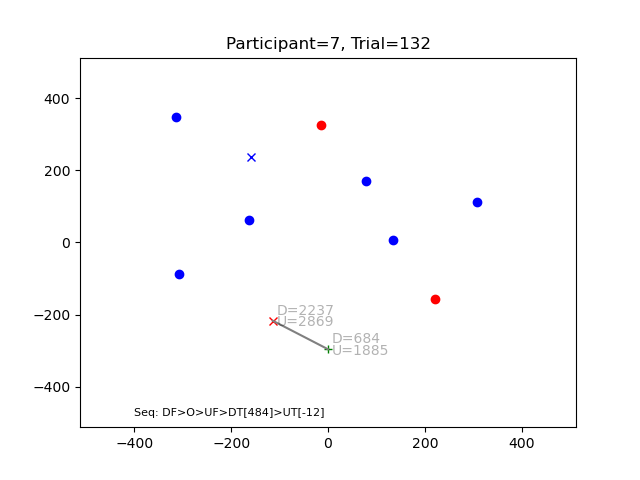 Participant=7, Trial=132
400
200
0
−200
−400
D=2237
U=2869
D=684
U=1885
Seq: DF>O>UF>DT[484]>UT[-12]
−400 −200 0 200 400